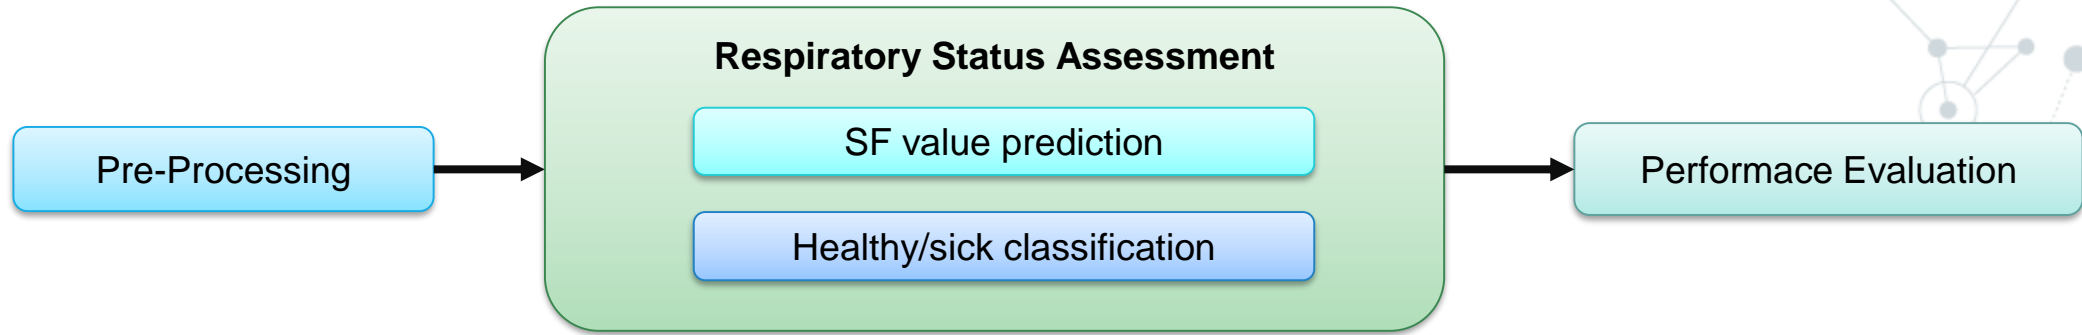 Respiratory Status Assessment
SF value prediction
Pre-Processing
Performace Evaluation
Healthy/sick classification